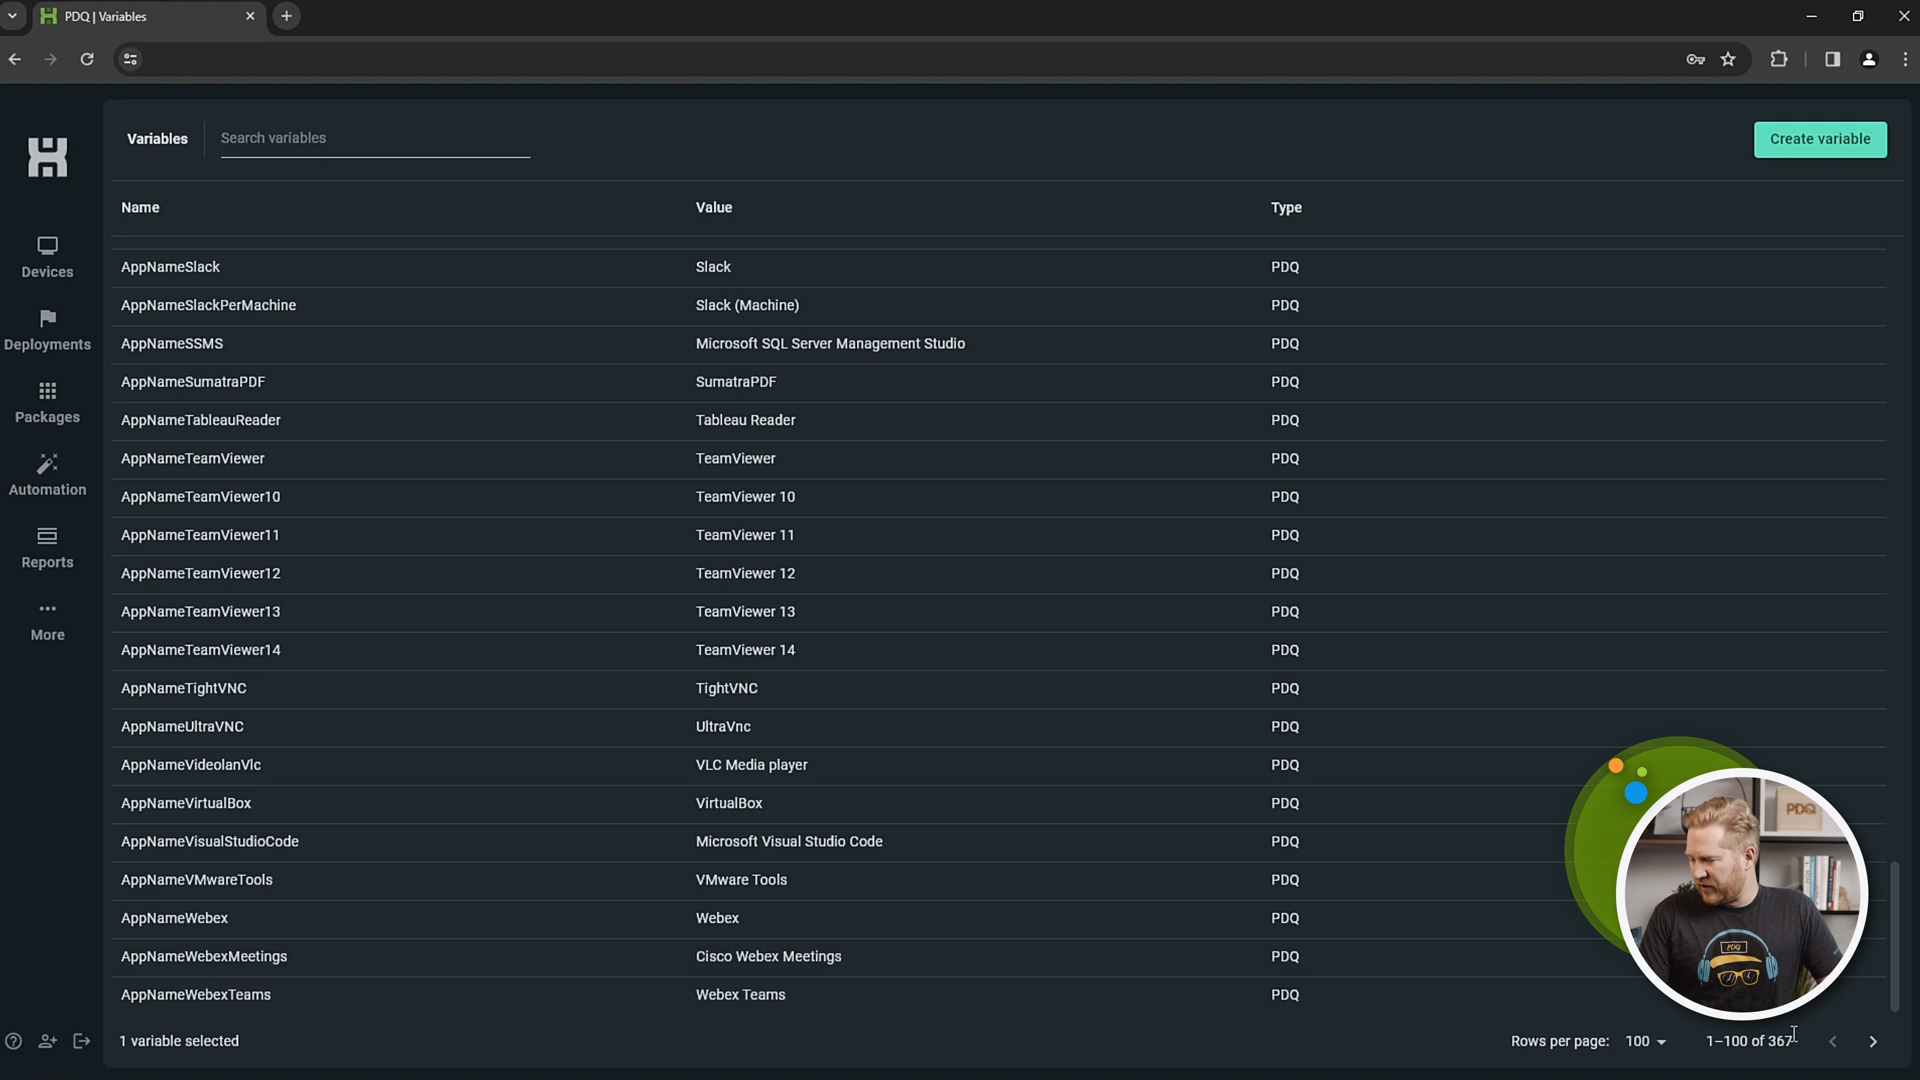 PDQ | Variables
Variables
Search variables
Create variable
Name Value Type
AppNameSlack Slack PDQ
AppNameSlackPerMachine Slack (Machine) PDQ
AppNameSSMS Microsoft SQL Server Management Studio PDQ
AppNameSumatraPDF SumatraPDF PDQ
AppNameTableauReader Tableau Reader PDQ
AppNameTeamViewer TeamViewer PDQ
AppNameTeamViewer10 TeamViewer 10 PDQ
AppNameTeamViewer11 TeamViewer 11 PDQ
AppNameTeamViewer12 TeamViewer 12 PDQ
AppNameTeamViewer13 TeamViewer 13 PDQ
AppNameTeamViewer14 TeamViewer 14 PDQ
AppNameTightVNC TightVNC PDQ
AppNameUltraVNC UltraVnc PDQ
AppNameVideolanVlc VLC Media player PDQ
AppNameVirtualBox VirtualBox PDQ
AppNameVisualStudioCode Microsoft Visual Studio Code PDQ
AppNameVMwareTools VMware Tools PDQ
AppNameWebex Webex PDQ
AppNameWebexMeetings Cisco Webex Meetings PDQ
AppNameWebexTeams Webex Teams PDQ
1 variable selected
Rows per page: 100
1–100 of 367
Devices
Deployments
Packages
Automation
Reports
More
PDQ
PDQ